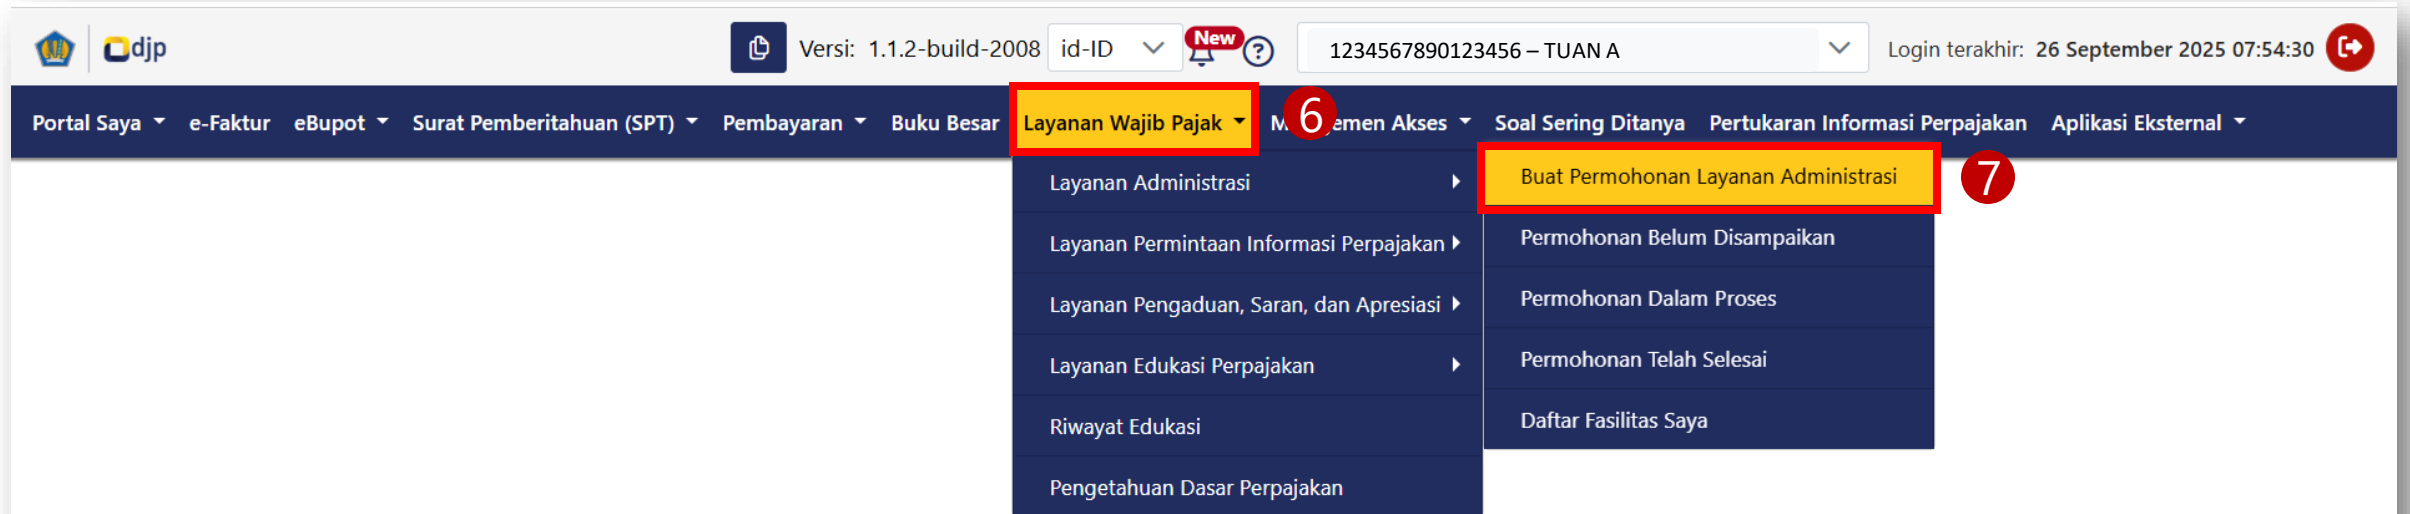 djp
Versi: 1.1.2-build-2008
id-ID
New
1234567890123456 – TUAN A
Login terakhir: 26 September 2025 07:54:30
Portal Saya
e-Faktur
eBupot
Surat Pemberitahuan (SPT)
Pembayaran
Buku Besar
Layanan Wajib Pajak
6
Akses
Soal Sering Ditanya
Pertukaran Informasi Perpajakan
Aplikasi Eksternal
Layanan Administrasi
Layanan Permintaan Informasi Perpajakan
Layanan Pengaduan, Saran, dan Apresiasi
Layanan Edukasi Perpajakan
Riwayat Edukasi
Pengetahuan Dasar Perpajakan
Buat Permohonan Layanan Administrasi
7
Permohonan Belum Disampaikan
Permohonan Dalam Proses
Permohonan Telah Selesai
Daftar Fasilitas Saya